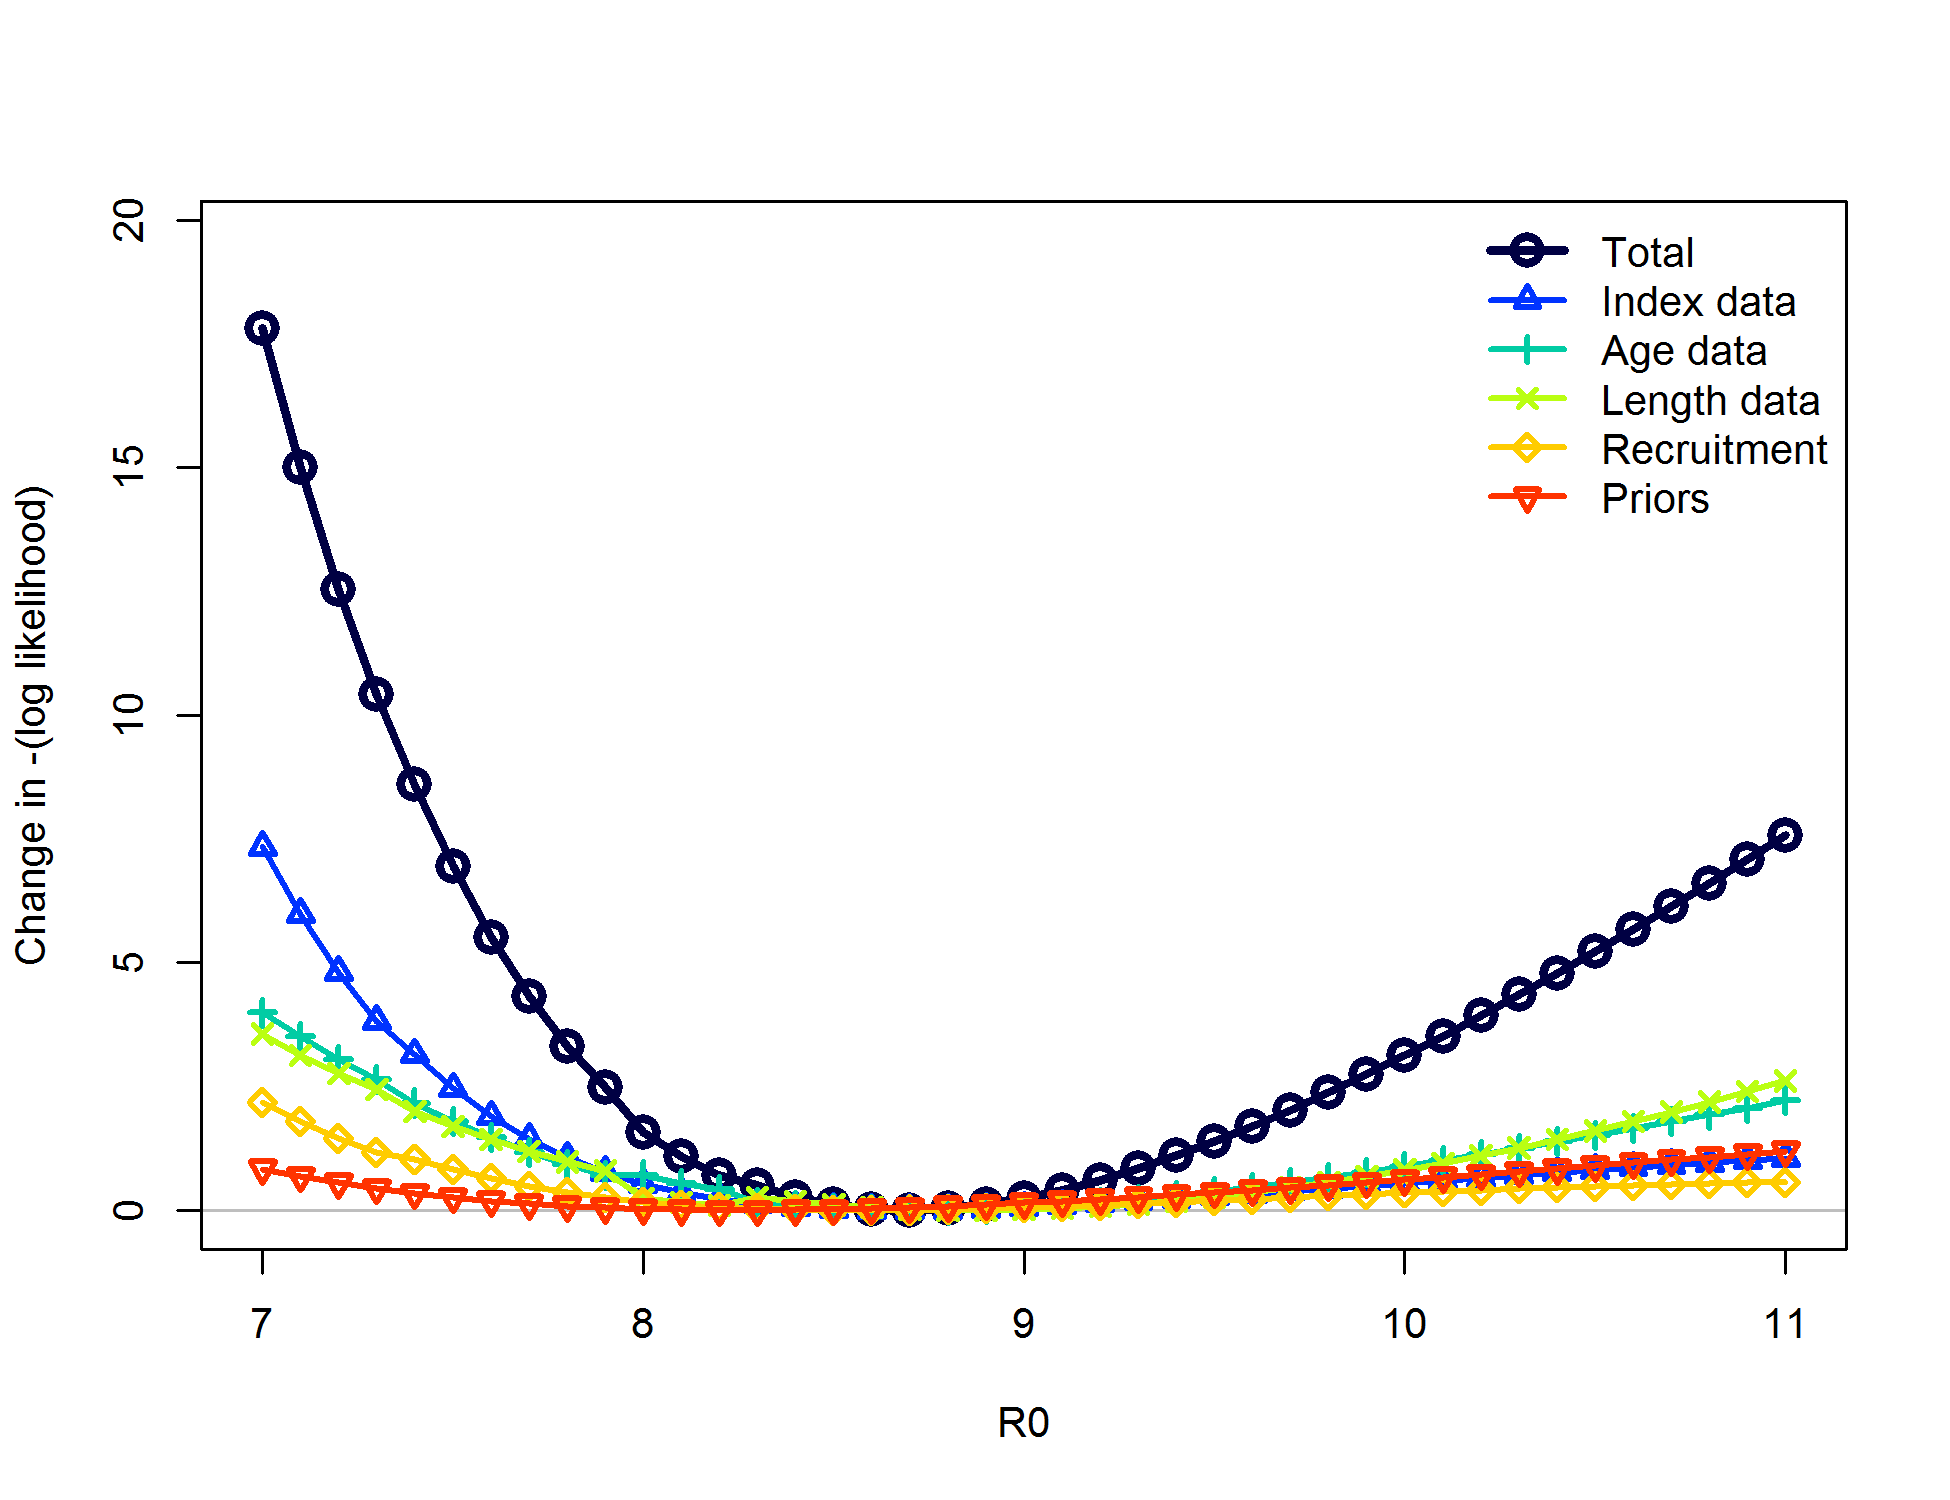 Total
Index data
Age data
Length data
Recruitment
Priors
Change in -(log likelihood)
20
15
10
5
0
7 8 9 10 11
R0